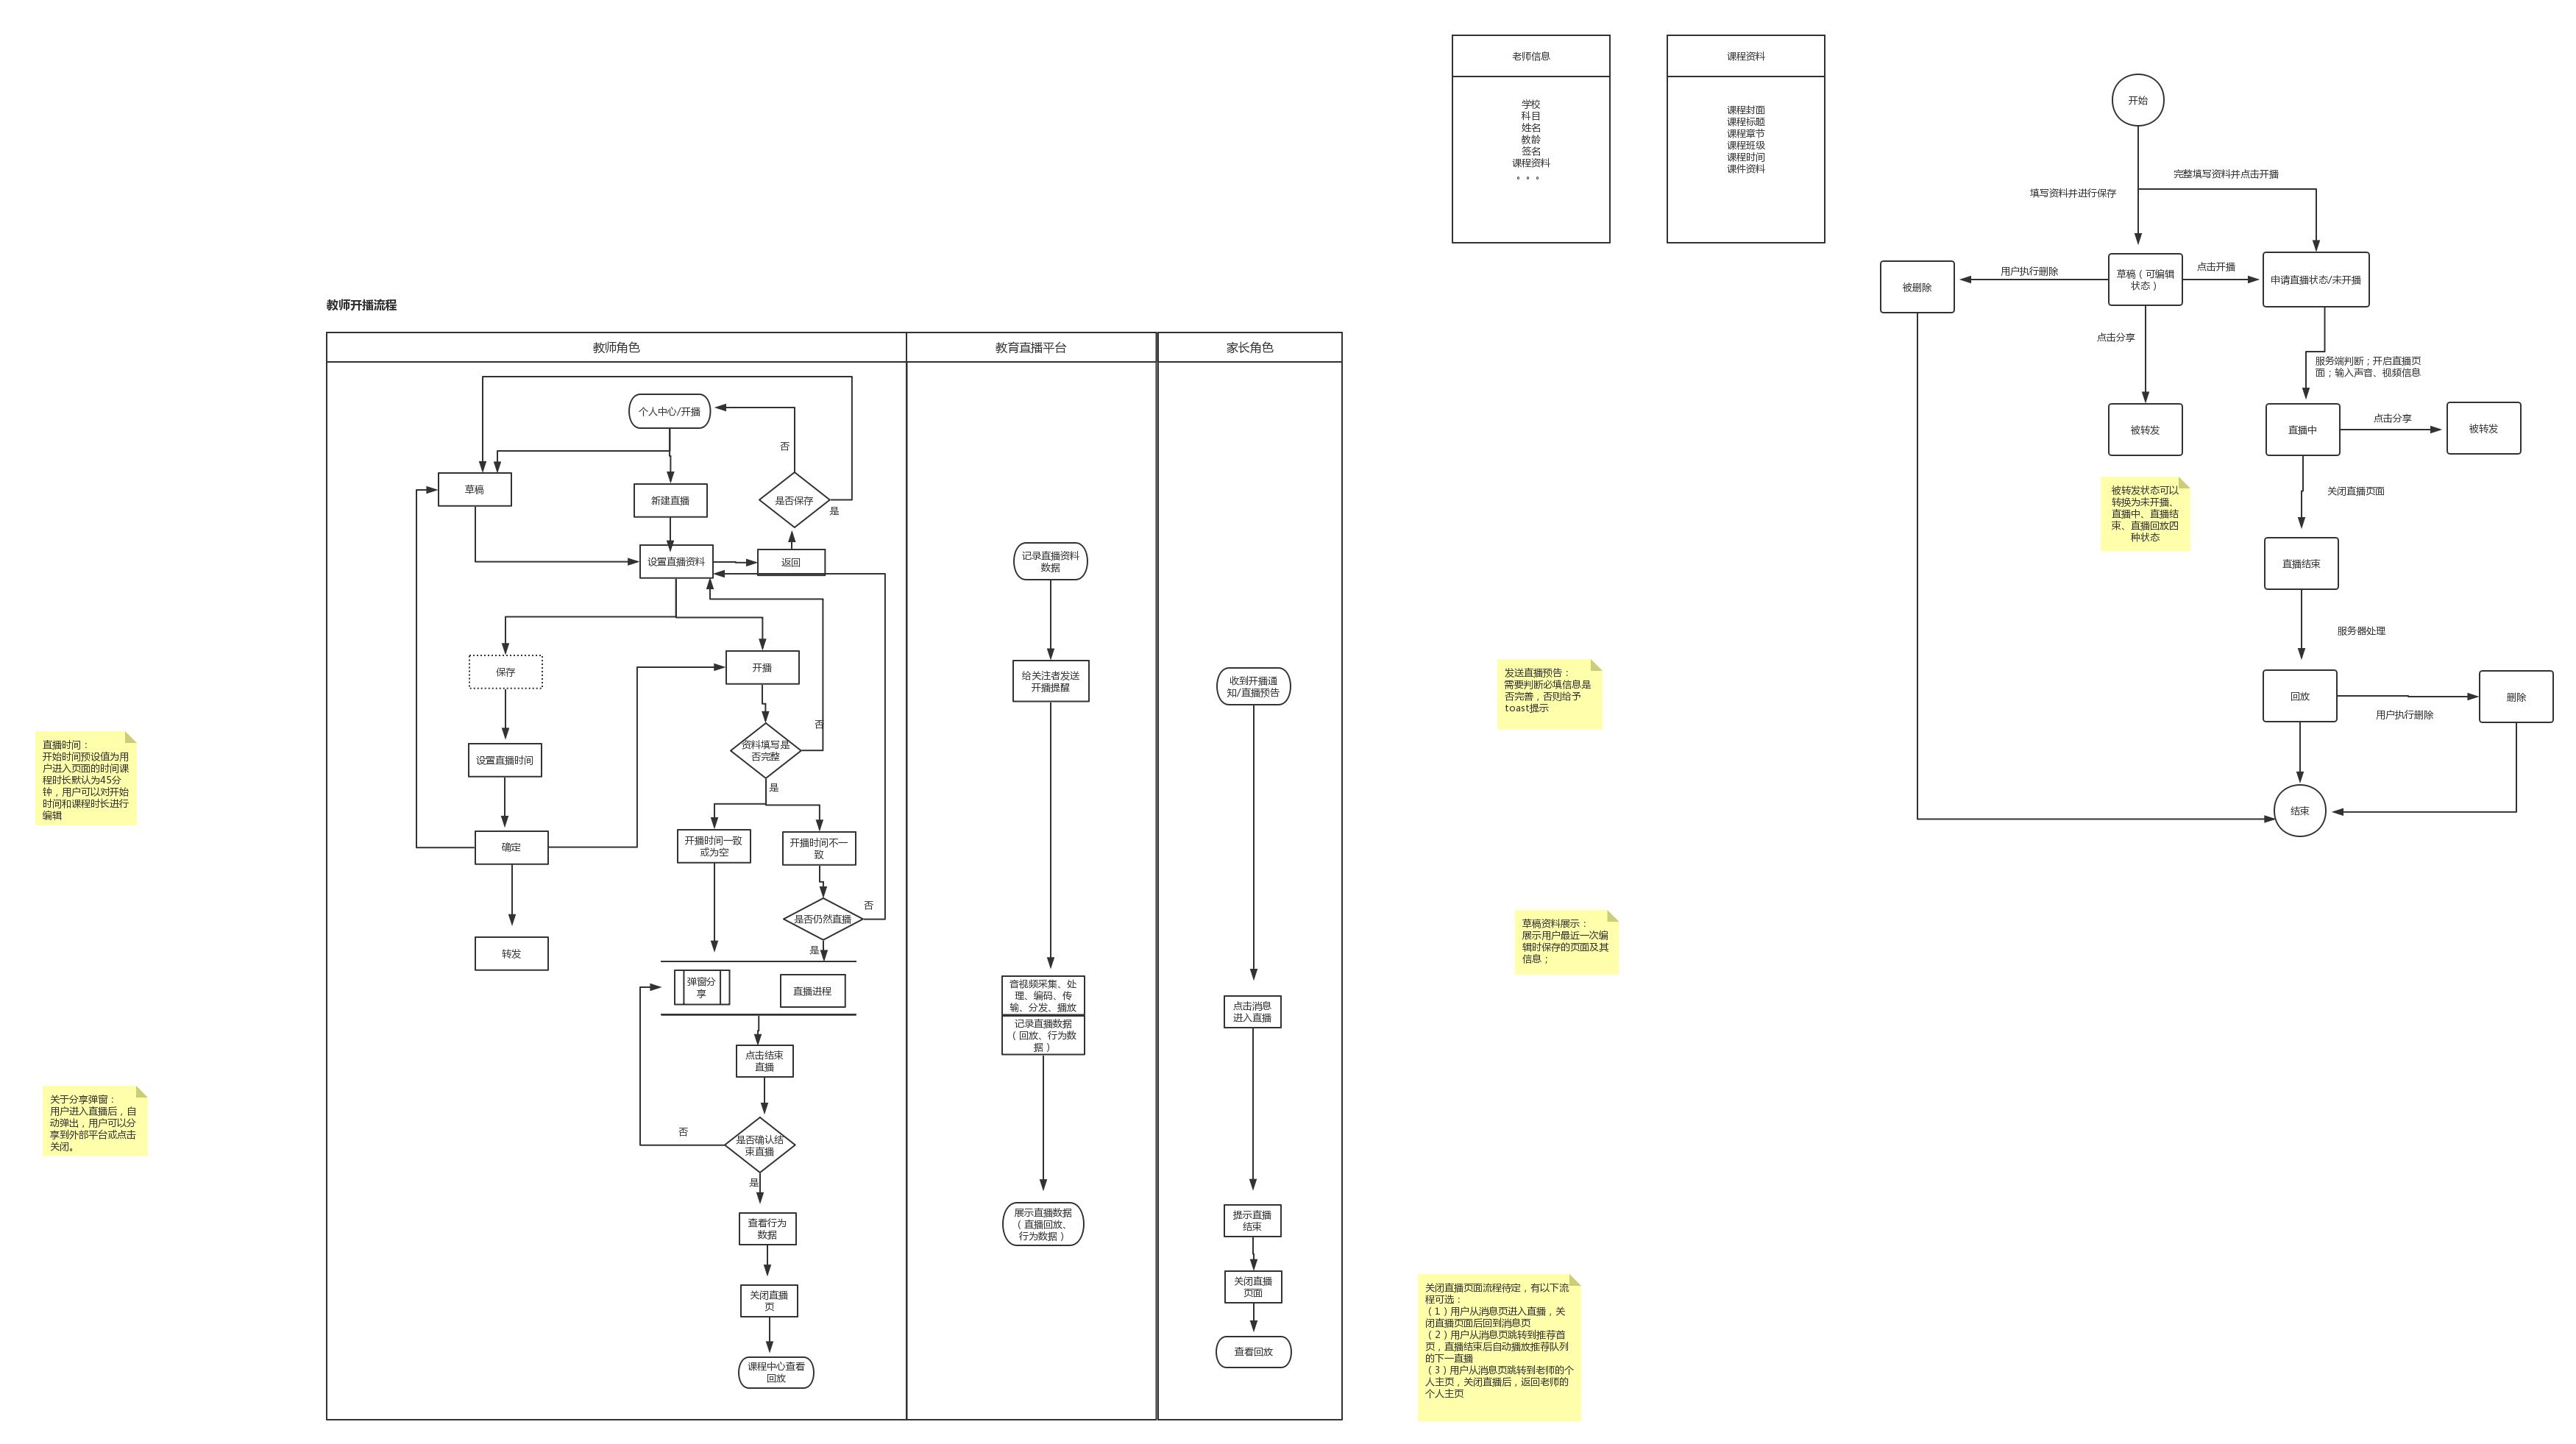 老师信息
学校
科目
姓名
教龄
签名
课程资料
。。。
课程资料
课程封面
课程标题
课程章节
课程班级
课程时间
课件资料
教师开播流程
教师角色
教育直播平台
家长角色
个人中心/开播
否
草稿
新建直播
是否保存
是
设置直播资料
返回
保存
开播
否
设置直播时间
资料填写是
否完整
是
确定
开播时间一致
或为空
开播时间不一
致
是否仍然直播
否
是
转发
弹窗分
享
直播进程
点击结束
直播
是否确认结
束直播
否
是
查看行为
数据
关闭直播
页
课程中心查看
回放
记录直播资料
数据
给关注者发送
开播提醒
音视频采集、处
理、编码、传
输、分发、播放
记录直播数据
（回放、行为数
据）
展示直播数据
（直播回放、
行为数据）
收到开播通
知/直播预告
点击消息
进入直播
提示直播
结束
关闭直播
页面
查看回放
直播时间：
开始时间预设值为用
户进入页面的时间课
程时长默认为45分
钟，用户可以对开始
时间和课程时长进行
编辑
关于分享弹窗：
用户进入直播后，自
动弹出，用户可以分
享到外部平台或点击
关闭。
发送直播预告：
需要判断必填信息是
否完善，否则给予
toast提示
草稿资料展示：
展示用户最近一次编
辑时保存的页面及其
信息；
关闭直播页面流程待定，有以下流
程可选：
（1）用户从消息页进入直播，关
闭直播页面后回到消息页
（2）用户从消息页跳转到推荐首
页，直播结束后自动播放推荐队列
的下一直播
（3）用户从消息页跳转到老师的个
人主页，关闭直播后，返回老师的
个人主页
开始
完整填写资料并点击开播
填写资料并进行保存
被删除
用户执行删除
草稿（可编辑
状态）
点击开播
申请直播状态/未开播
点击分享
服务端判断；开启直播页
面；输入声音、视频信息
被转发
直播中
点击分享
被转发
被转发状态可以
转换为未开播、
直播中、直播结
束、直播回放四
种状态
关闭直播页面
直播结束
服务器处理
回放
用户执行删除
删除
结束